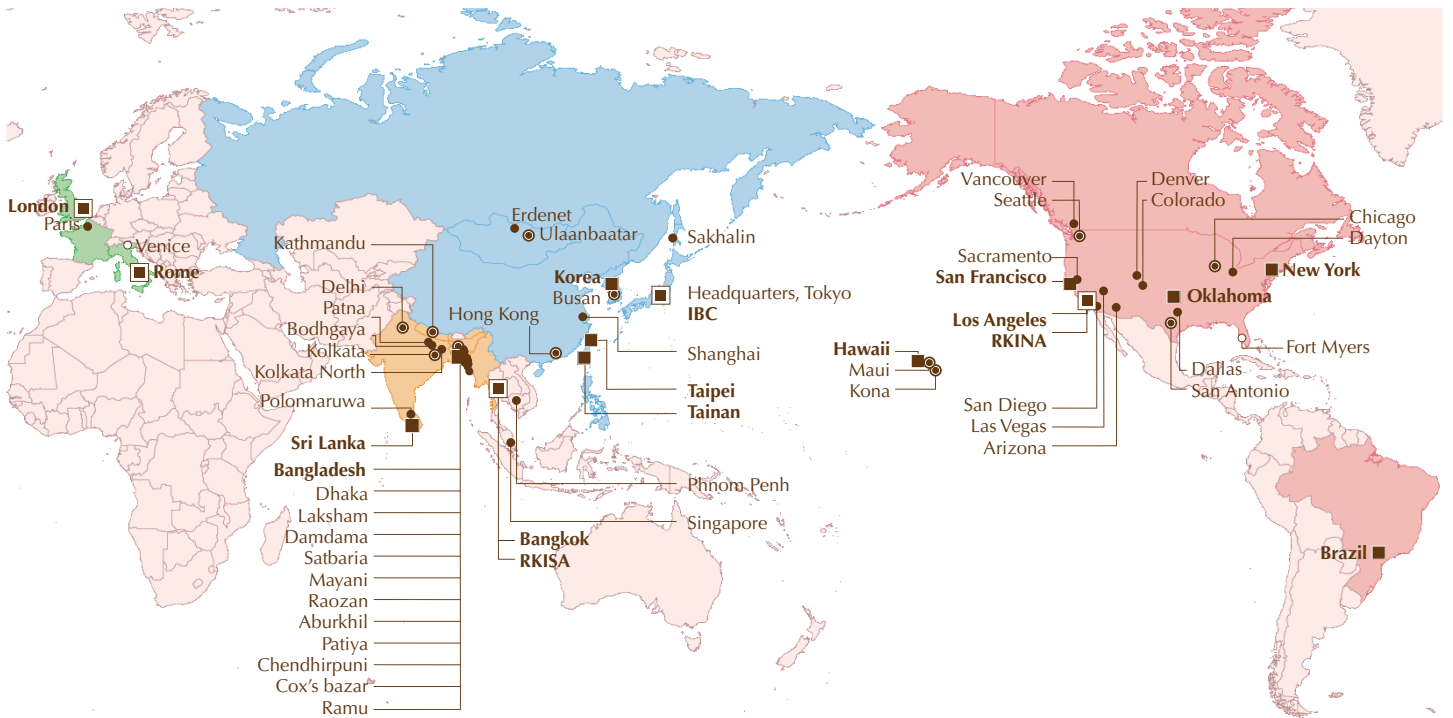 London
Paris
Venice
Rome
Kathmandu
Delhi
Patna
Bodhgaya
Kolkata
Kolkata North
Polonnaruwa
Sri Lanka
Bangladesh
Dhaka
Laksham
Damdama
Satbaria
Mayani
Raozan
Aburkhil
Patiya
Chendhirpuni
Cox's bazar
Ramu
Erdenet
Ulaanbaatar
Sakhalin
Korea
Busan
Headquarters, Tokyo
IBC
Hong Kong
Shanghai
Taipei
Tainan
Phnom Penh
Singapore
Bangkok
RKISA
Vancouver
Seattle
Sacramento
San Francisco
Los Angeles
RKINA
Hawaii
Maui
Kona
San Diego
Las Vegas
Arizona
Denver
Colorado
Chicago
Dayton
New York
Oklahoma
Fort Myers
Dallas
San Antonio
Brazil